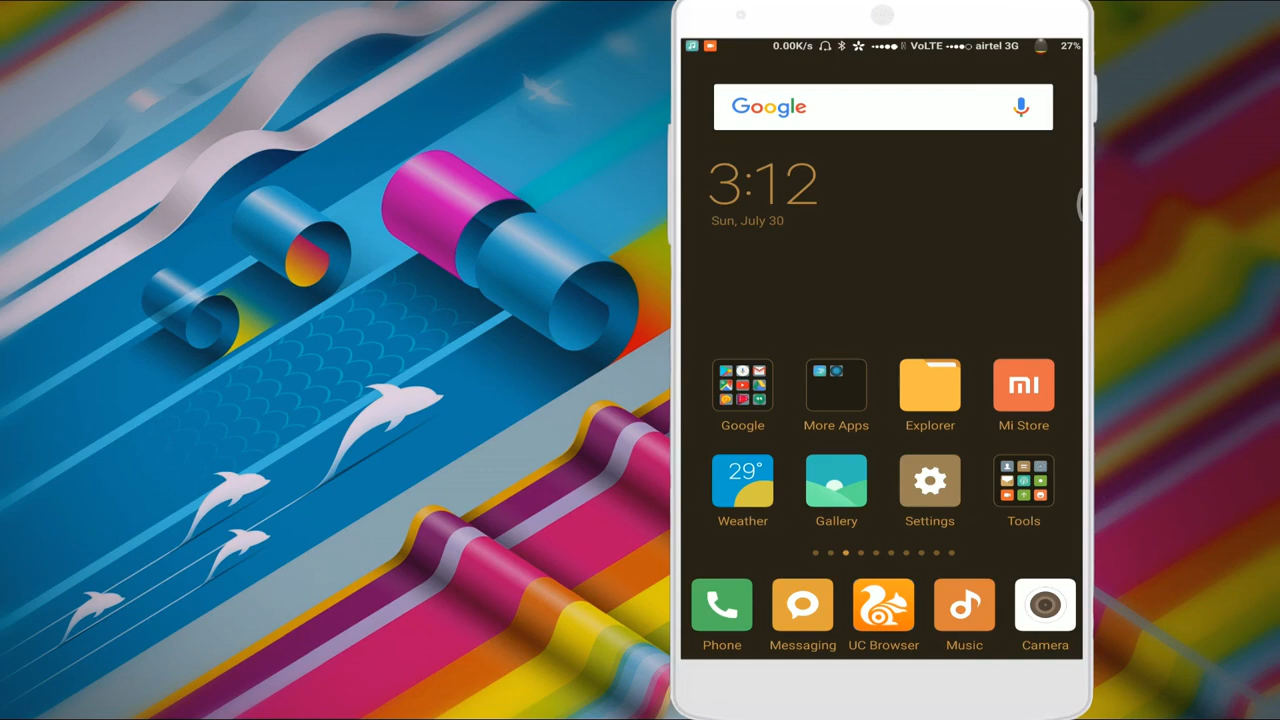 0.00K/s VoLTE airtel 3G 27%
Google
3:12
Sun, July 30
Google More Apps Explorer Mi Store
29°
Weather Gallery Settings Tools
Phone Messaging UC Browser Music Camera